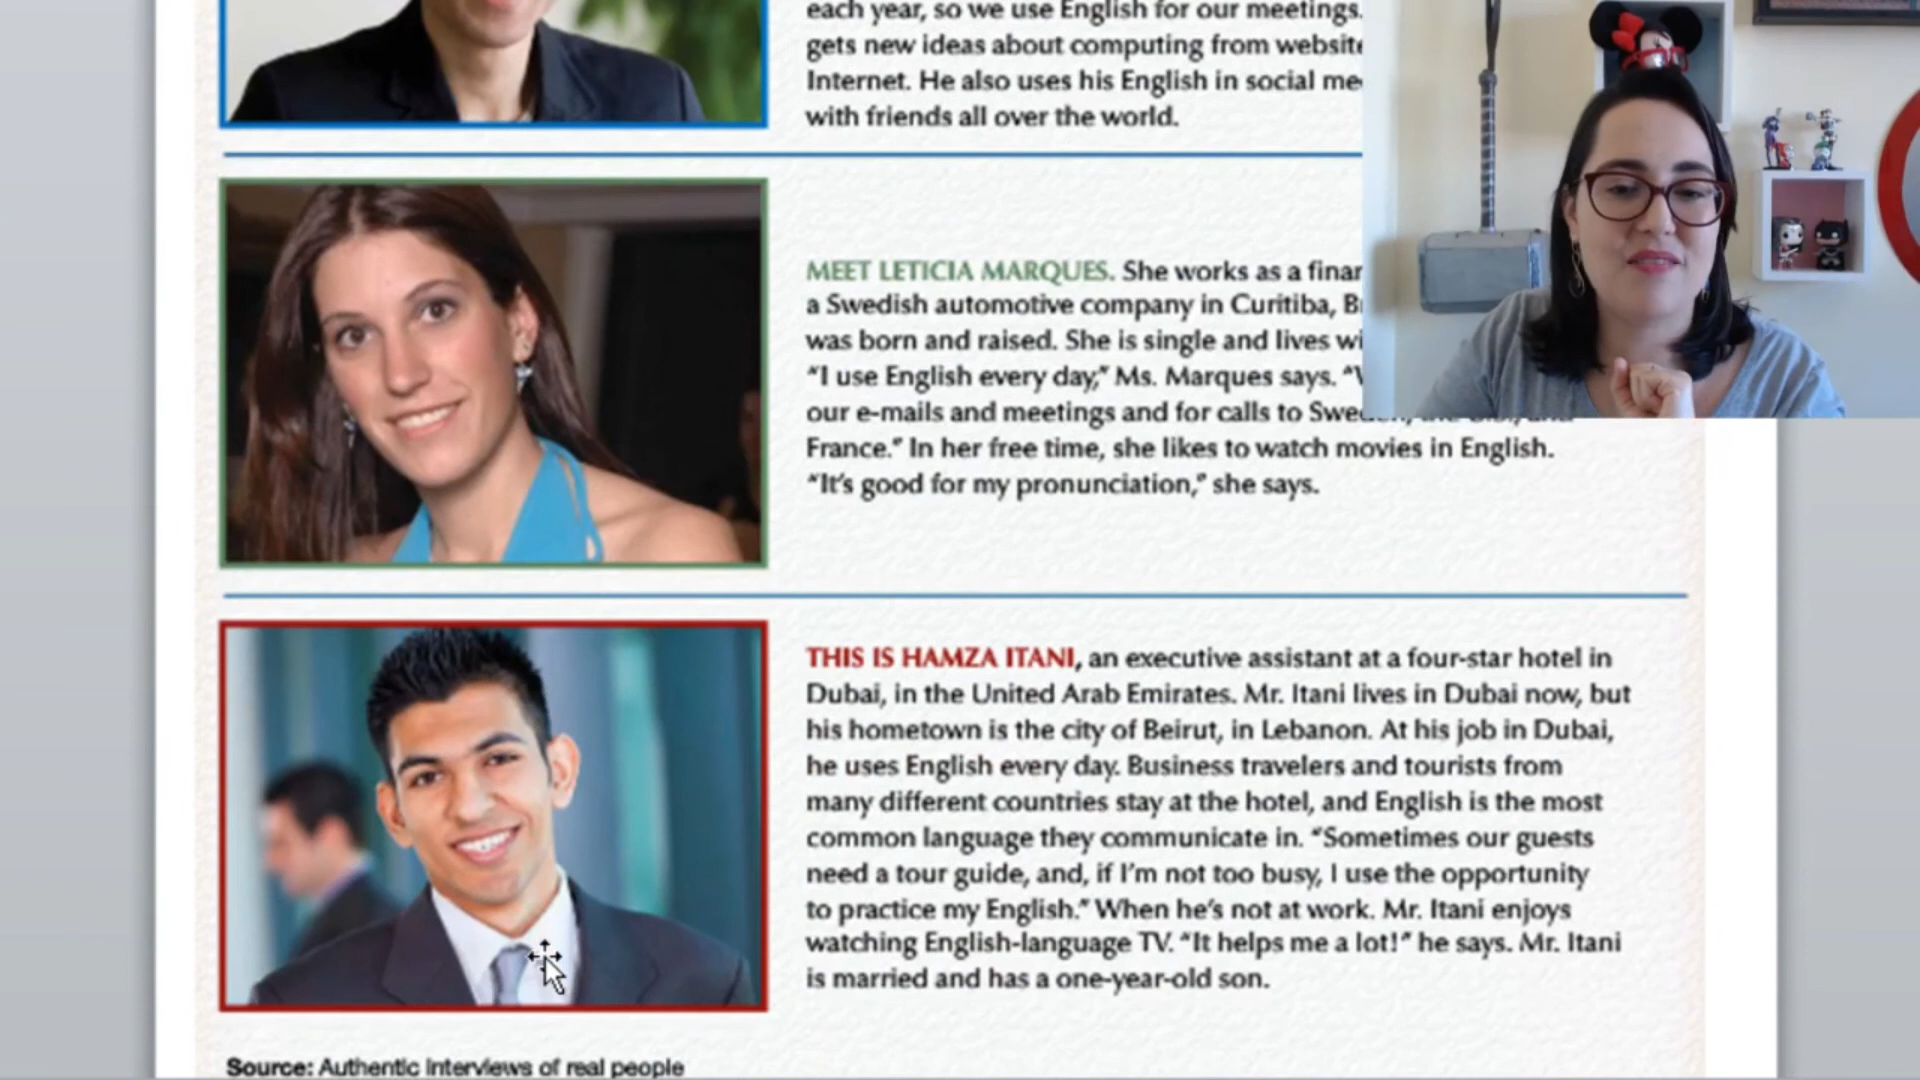 each year, so we use English for our meetings.
gets new ideas about computing from
Internet. He also uses his English in social
with friends all over the world.
MEET LETICIA MARQUES. She works as a
a Swedish automotive company in Curitiba,
was born and raised. She is single and lives
“I use English every day,” Ms. Marques says.
our e-mails and meetings and for calls to
France.” In her free time, she likes to watch movies in English.
“It’s good for my pronunciation,” she says.
THIS IS HAMZA ITANI, an executive assistant at a four-star hotel in
Dubai, in the United Arab Emirates. Mr. Itani lives in Dubai now, but
his hometown is the city of Beirut, in Lebanon. At his job in Dubai,
he uses English every day. Business travelers and tourists from
many different countries stay at the hotel, and English is the most
common language they communicate in. “Sometimes our guests
need a tour guide, and, if I’m not too busy, I use the opportunity
to practice my English.” When he’s not at work. Mr. Itani enjoys
watching English-language TV. “It helps me a lot!” he says. Mr. Itani
is married and has a one-year-old son.
Source: Authentic interviews of real people